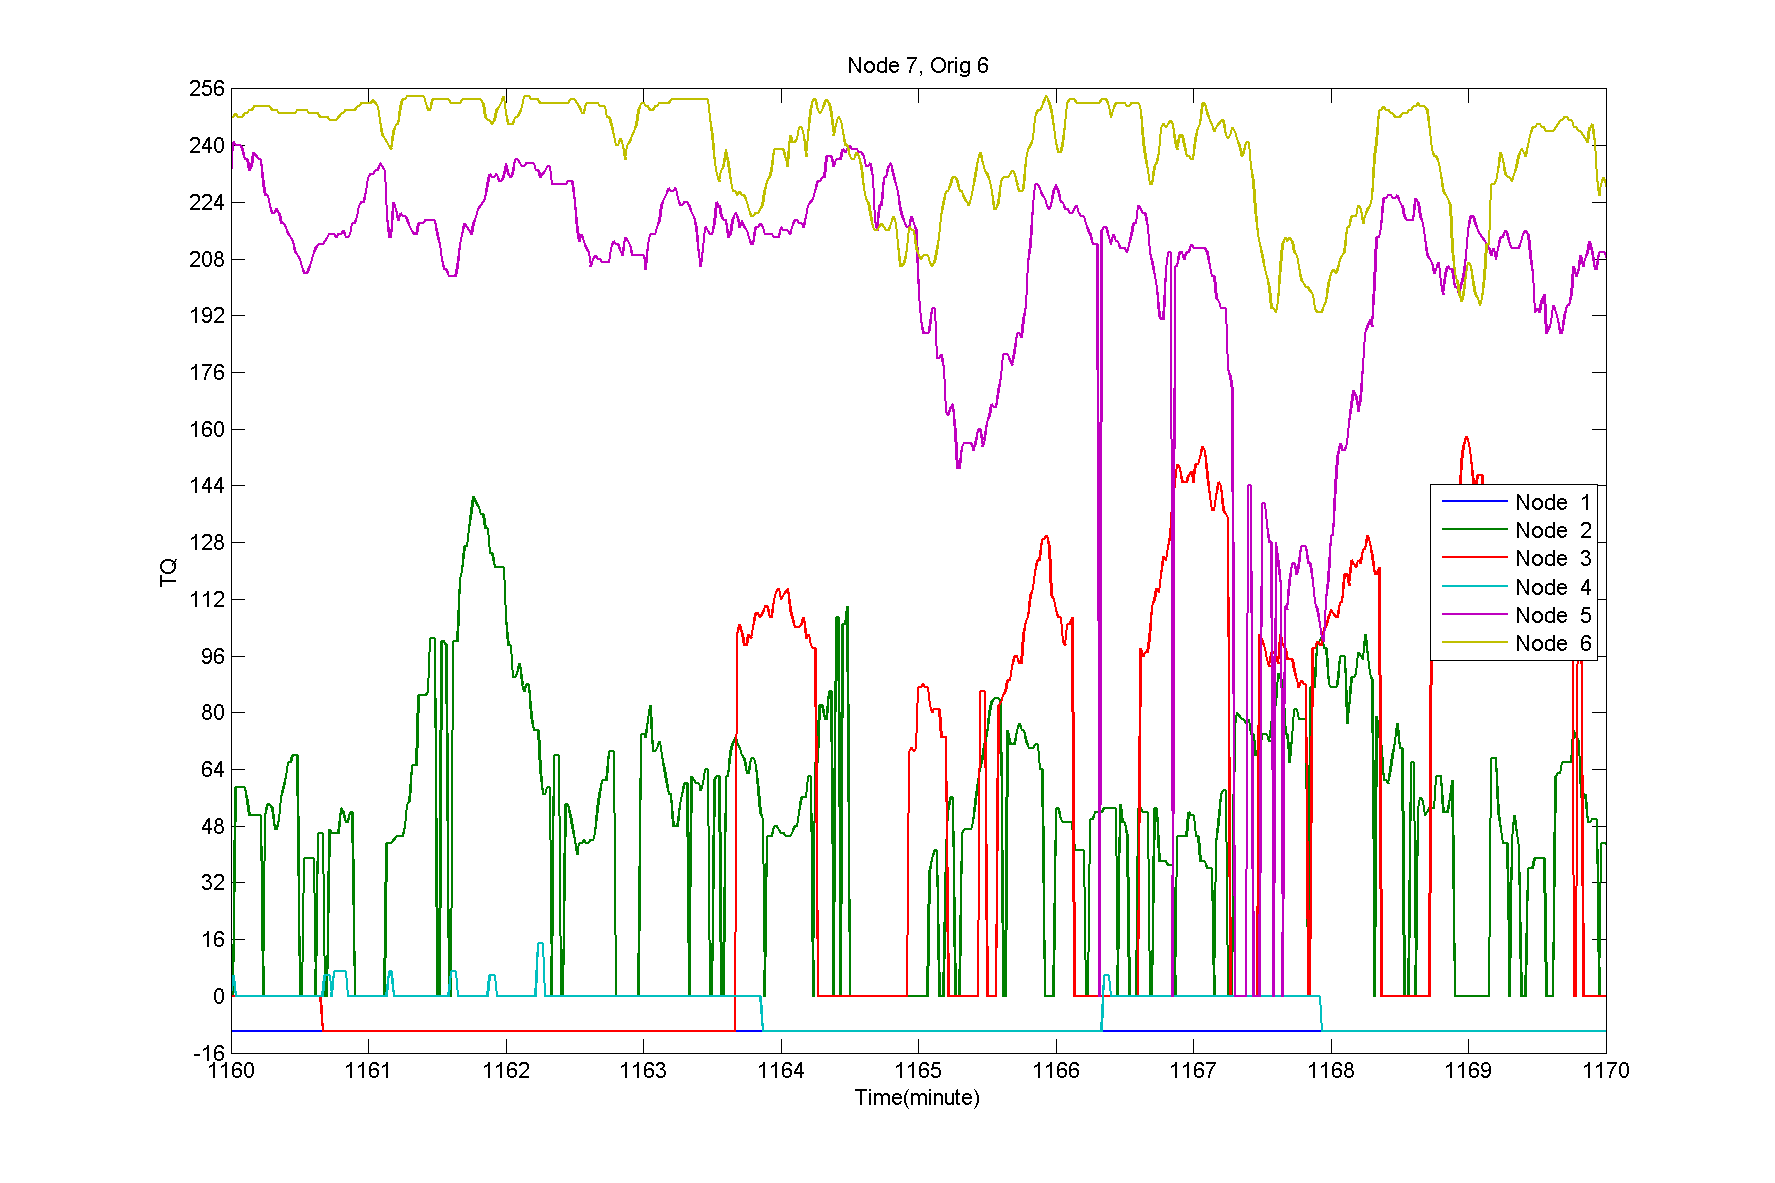 Node 7, Orig 6
256
240
224
208
192
176
160
144
128
112
96
80
64
48
32
16
0
-16
TQ
Node 1
Node 2
Node 3
Node 4
Node 5
Node 6
1160 1161 1162 1163 1164 1165 1166 1167 1168 1169 1170
Time(minute)